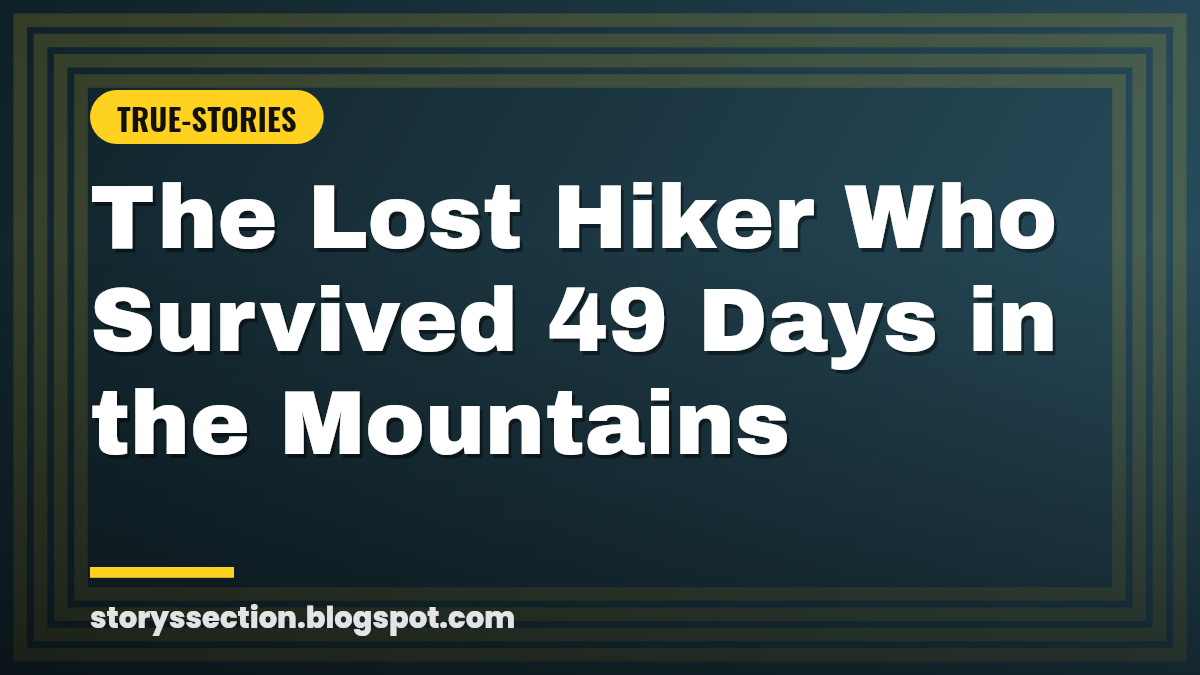 TRUE-STORIES
The Lost Hiker Who
Survived 49 Days in
the Mountains
storyssection.blogspot.com